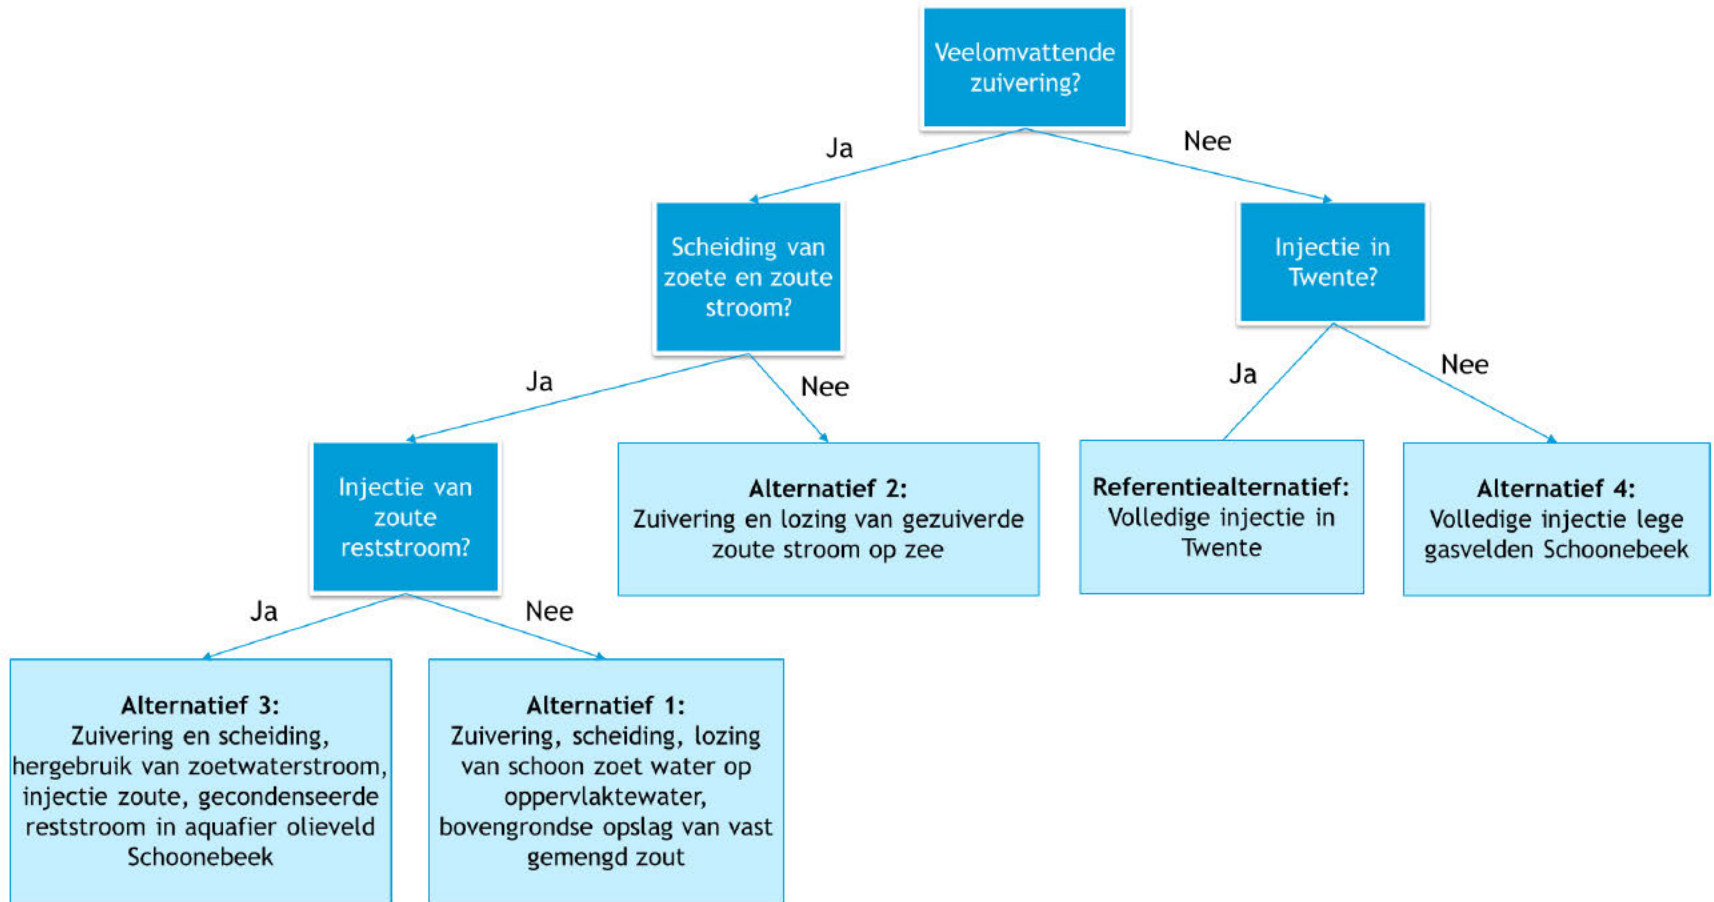 Veelomvattende
zuivering?
Ja
Nee
Scheiding van
zoete en zoute
stroom?
Injectie in
Twente?
Ja
Nee
Ja
Nee
Injectie van
zoute
reststroom?
Alternatief 2:
Zuivering en lozing van gezuiverde
zoute stroom op zee
Referentiealternatief:
Volledige injectie in
Twente
Alternatief 4:
Volledige injectie lege
gasvelden Schoonebeek
Ja
Nee
Alternatief 3:
Zuivering en scheiding,
hergebruik van zoetwaterstroom,
injectie zoute, gecondenseerde
reststroom in aquafier olieveld
Schoonebeek
Alternatief 1:
Zuivering, scheiding, lozing
van schoon zoet water op
oppervlaktewater,
bovengrondse opslag van vast
gemengd zout